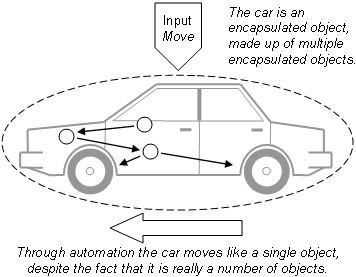 Input
Move
The car is an
encapsulated object,
made up of multiple
encapsulated objects.
Through automation the car moves like a single object,
despite the fact that it is really a number of objects.